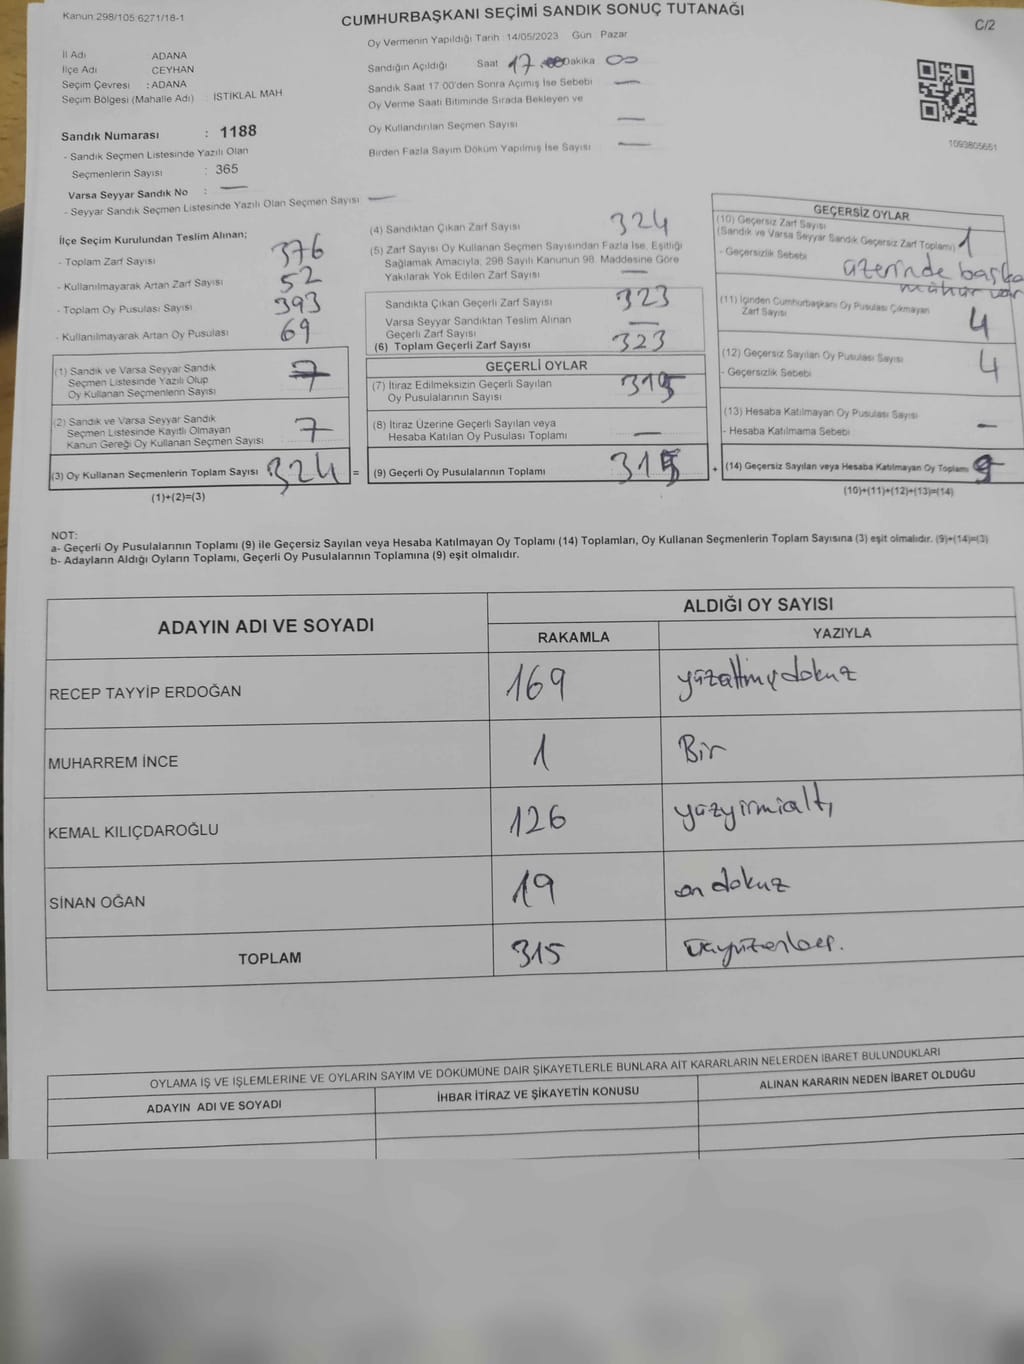 Kanun:298/105 6271/18-1
CUMHURBAŞKANI SEÇİMİ SANDIK SONUÇ TUTANAĞI
C/2
İl Adı ADANA
İlçe Adı CEYHAN
Seçim Çevresi : ADANA
Seçim Bölgesi (Mahalle Adı) : İSTİKLAL MAH
Sandık Numarası : 1188
- Sandık Seçmen Listesinde Yazılı Olan
Seçmenlerin Sayısı : 365
Varsa Seyyar Sandık No : —
- Seyyar Sandık Seçmen Listesinde Yazılı Olan Seçmen Sayısı —
Oy Vermenin Yapıldığı Tarih : 14/05/2023 Gün : Pazar
Sandığın Açıldığı Saat 17 Dakika 00
Sandık Saat 17:00'den Sonra Açımış İse Sebebi —
Oy Verme Saati Bitiminde Sırada Bekleyen ve
Oy Kullandırılan Seçmen Sayısı —
Birden Fazla Sayım Döküm Yapılmış İse Sayısı —
1093805651
İlçe Seçim Kurulundan Teslim Alınan;
- Toplam Zarf Sayısı 376
- Kullanılmayarak Artan Zarf Sayısı 52
- Toplam Oy Pusulası Sayısı 393
- Kullanılmayarak Artan Oy Pusulası 69
(1) Sandık ve Varsa Seyyar Sandık
Seçmen Listesinde Yazılı Olup
Oy Kullanan Seçmenlerin Sayısı
(2) Sandık ve Varsa Seyyar Sandık
Seçmen Listesinde Kayıtlı Olmayan
Kanun Gereği Oy Kullanan Seçmen Sayısı 7
(3) Oy Kullanan Seçmenlerin Toplam Sayısı 324 =
(1)+(2)=(3)
(4) Sandıktan Çıkan Zarf Sayısı 324
(5) Zarf Sayısı Oy Kullanan Seçmen Sayısından Fazla İse, Eşitliği
Sağlamak Amacıyla, 298 Sayılı Kanunun 98. Maddesine Göre
Yakılarak Yok Edilen Zarf Sayısı —
Sandıkta Çıkan Geçerli Zarf Sayısı 323
Varsa Seyyar Sandıktan Teslim Alınan
Geçerli Zarf Sayısı —
(6) Toplam Geçerli Zarf Sayısı 323
GEÇERLİ OYLAR
(7) İtiraz Edilmeksizin Geçerli Sayılan
Oy Pusulalarının Sayısı 315
(8) İtiraz Üzerine Geçerli Sayılan veya
Hesaba Katılan Oy Pusulası Toplamı —
(9) Geçerli Oy Pusulalarının Toplamı 315 +
GEÇERSİZ OYLAR
(10) Geçersiz Zarf Sayısı
(Sandık ve Varsa Seyyar Sandık Geçersiz Zarf Toplamı) 1
- Geçersizlik Sebebi
üzerinde başka
mühür var
(11) İçinden Cumhurbaşkanı Oy Pusulası Çıkmayan
Zarf Sayısı 4
(12) Geçersiz Sayılan Oy Pusulası Sayısı 4
- Geçersizlik Sebebi
(13) Hesaba Katılmayan Oy Pusulası Sayısı
- Hesaba Katılmama Sebebi —
(14) Geçersiz Sayılan veya Hesaba Katılmayan Oy Toplamı 9
(10)+(11)+(12)+(13)=(14)
NOT:
a- Geçerli Oy Pusulalarının Toplamı (9) ile Geçersiz Sayılan veya Hesaba Katılmayan Oy Toplamı (14) Toplamları, Oy Kullanan Seçmenlerin Toplam Sayısına (3) eşit olmalıdır. (9)+(14)=(3)
b- Adayların Aldığı Oyların Toplamı, Geçerli Oy Pusulalarının Toplamına (9) eşit olmalıdır.
ADAYIN ADI VE SOYADI ALDIĞI OY SAYISI
RAKAMLA YAZIYLA
RECEP TAYYİP ERDOĞAN 169 yüzaltmışdokuz
MUHARREM İNCE 1 Bir
KEMAL KILIÇDAROĞLU 126 yüzyirmialtı
SİNAN OĞAN 19 on dokuz
TOPLAM 315
OYLAMA İŞ VE İŞLEMLERİNE VE OYLARIN SAYIM VE DÖKÜMÜNE DAİR ŞİKAYETLERLE BUNLARA AİT KARARLARIN NELERDEN İBARET BULUNDUKLARI
ADAYIN ADI VE SOYADI İHBAR İTİRAZ VE ŞİKAYETİN KONUSU ALINAN KARARIN NEDEN İBARET OLDUĞU